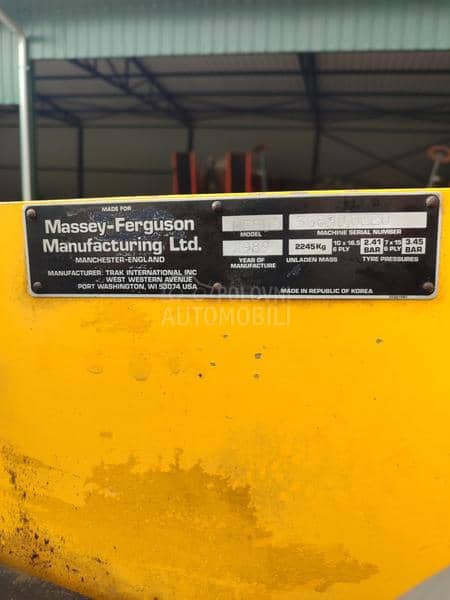 MADE FOR
Massey-Ferguson
Manufacturing Ltd.
MANCHESTER-ENGLAND
MANUFACTURER: TRAK INTERNATIONAL INC
WEST WESTERN AVENUE
PORT WASHINGTON, WI 53074 USA
MODEL
MACHINE SERIAL NUMBER
YEAR OF
MANUFACTURE
2245Kg
UNLADEN MASS
10 x 16.5
6 PLY
2.41
BAR
7 x 15
6 PLY
3.45
BAR
TYRE PRESSURES
MADE IN REPUBLIC OF KOREA
POLOVNI
AUTOMOBILI